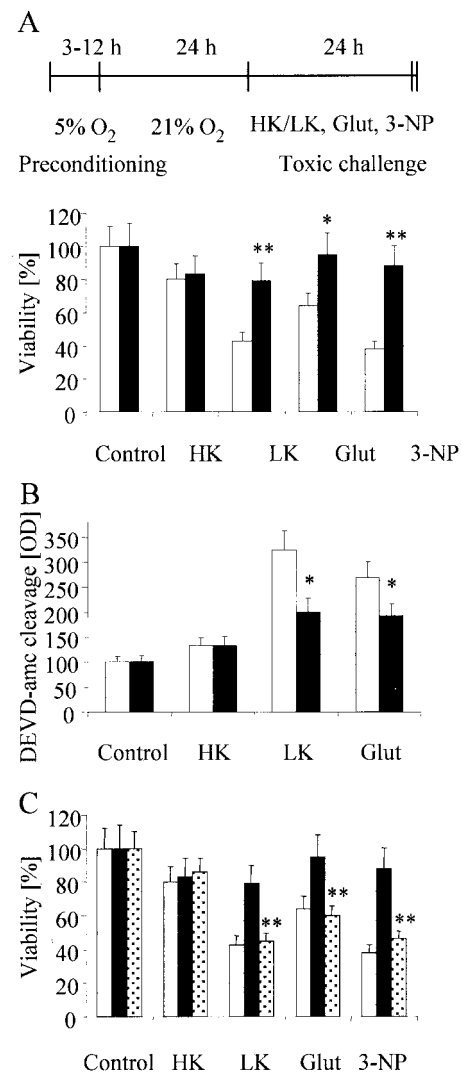 A
3-12 h 24 h 24 h
5% O2 21% O2 HK/LK, Glut, 3-NP
Preconditioning Toxic challenge
Viability [%]
120
100
80
60
40
20
0
** * **
Control HK LK Glut 3-NP
B
DEVD-amc cleavage [OD]
350
300
250
200
150
100
50
0
* *
Control HK LK Glut
C
Viability [%]
120
100
80
60
40
20
0
** ** **
Control HK LK Glut 3-NP